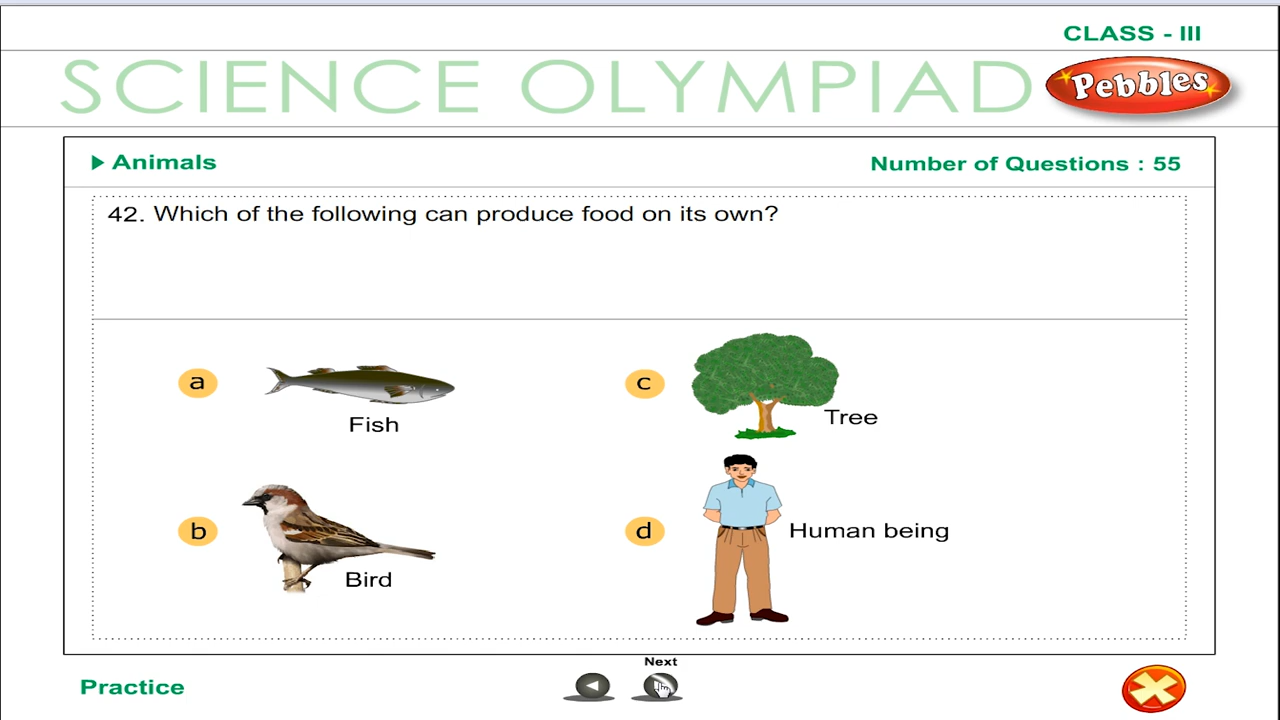 CLASS - III
SCIENCE OLYMPIAD
Pebbles
Animals
Number of Questions : 55
42. Which of the following can produce food on its own?
a
Fish
c
Tree
b
Bird
d
Human being
Next
Practice